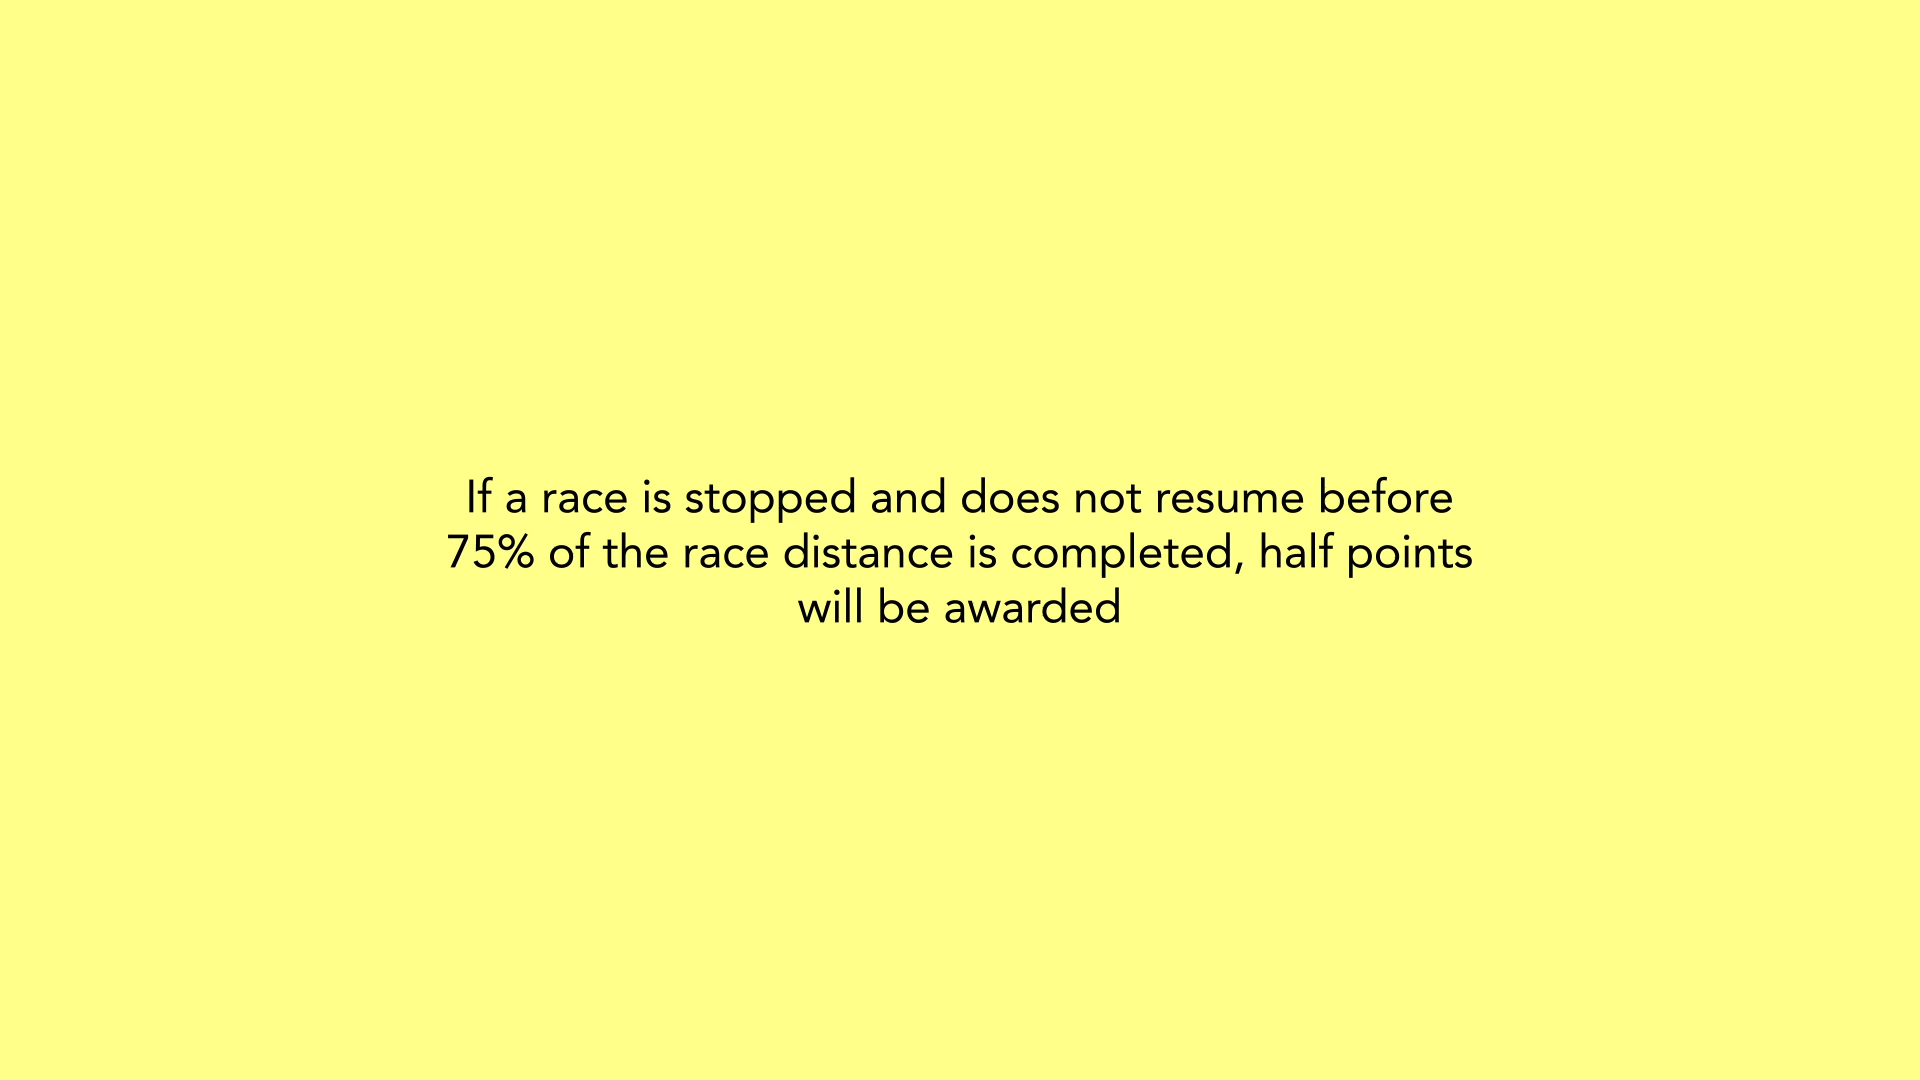 If a race is stopped and does not resume before
75% of the race distance is completed, half points
will be awarded